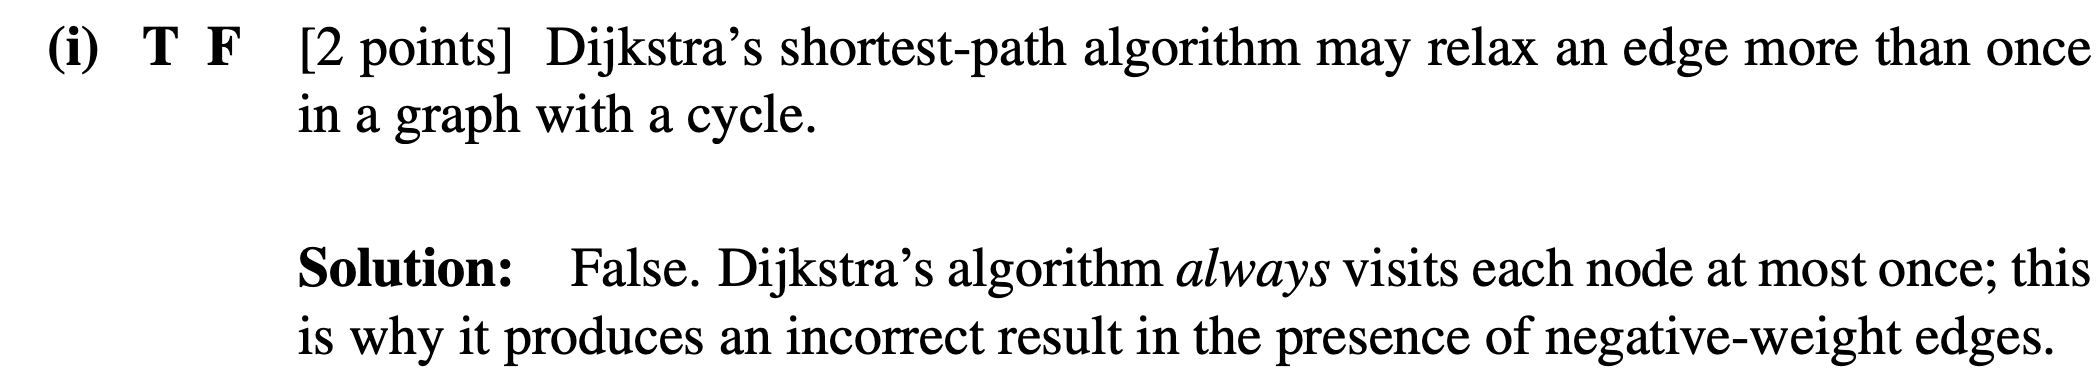 (i) T F [2 points] Dijkstra’s shortest-path algorithm may relax an edge more than once
in a graph with a cycle.
Solution: False. Dijkstra’s algorithm always visits each node at most once; this
is why it produces an incorrect result in the presence of negative-weight edges.